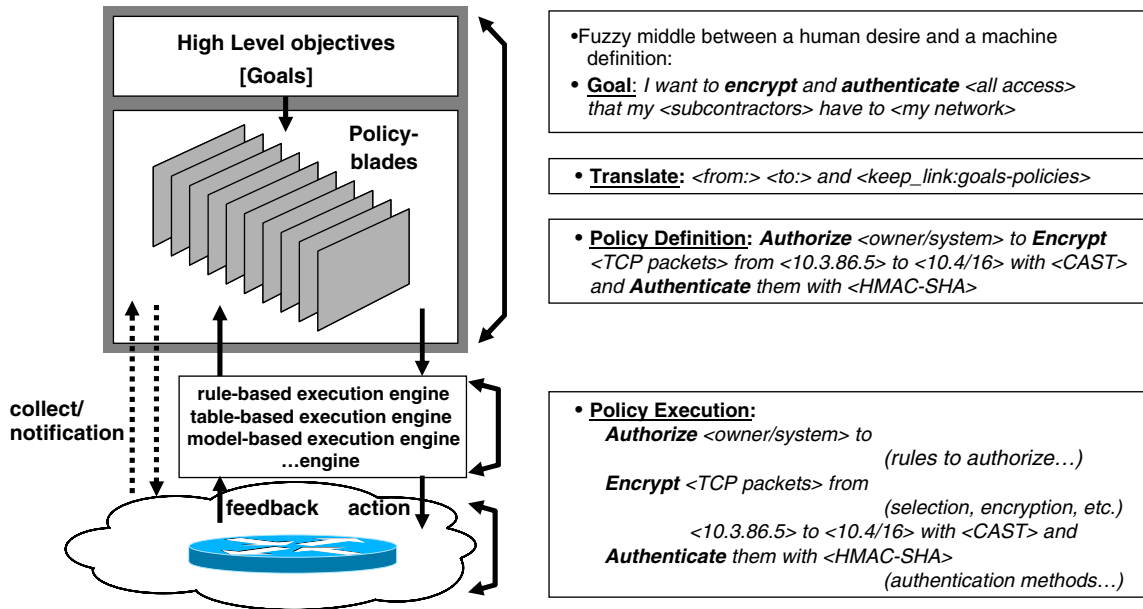 High Level objectives
[Goals]
Policy-
blades
collect/
notification
rule-based execution engine
table-based execution engine
model-based execution engine
…engine
feedback
action
•Fuzzy middle between a human desire and a machine
definition:
• Goal: I want to encrypt and authenticate <all access>
that my <subcontractors> have to <my network>
• Translate: <from:> <to:> and <keep_link:goals-policies>
• Policy Definition: Authorize <owner/system> to Encrypt
<TCP packets> from <10.3.86.5> to <10.4/16> with <CAST>
and Authenticate them with <HMAC-SHA>
• Policy Execution:
Authorize <owner/system> to
(rules to authorize…)
Encrypt <TCP packets> from
(selection, encryption, etc.)
<10.3.86.5> to <10.4/16> with <CAST> and
Authenticate them with <HMAC-SHA>
(authentication methods…)